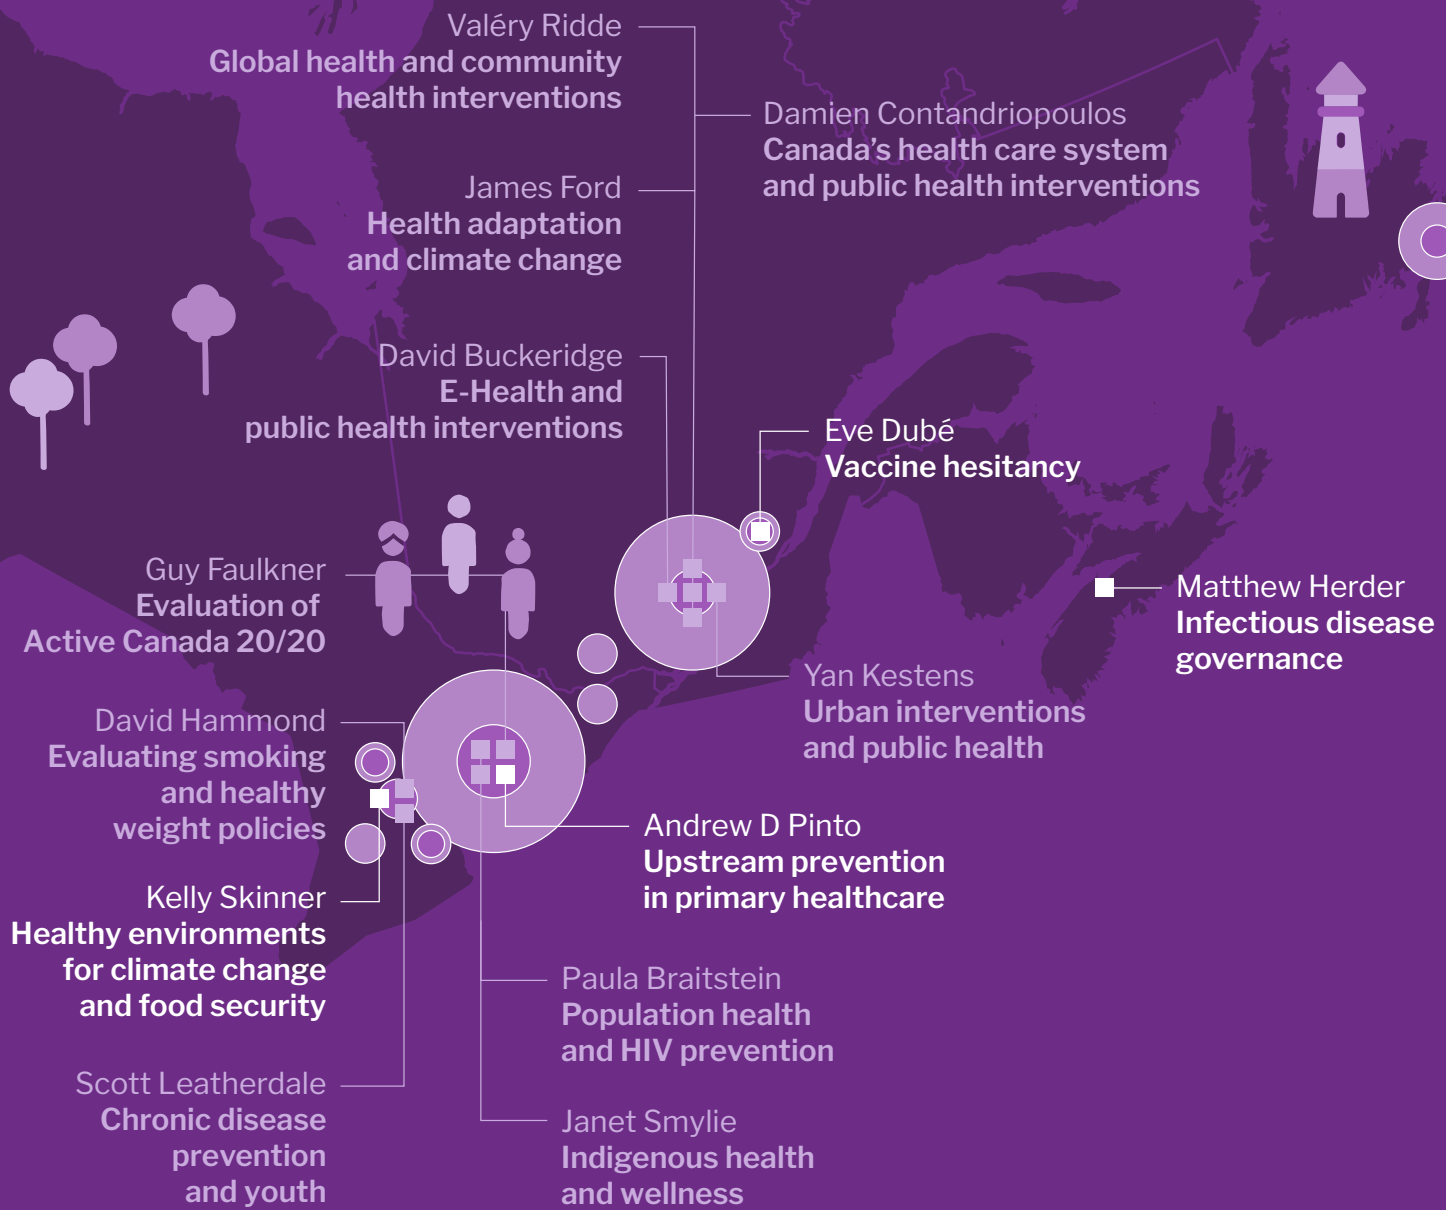 Valéry Ridde
Global health and community
health interventions
Damien Contandriopoulos
Canada’s health care system
and public health interventions
James Ford
Health adaptation
and climate change
David Buckeridge
E-Health and
public health interventions
Eve Dubé
Vaccine hesitancy
Guy Faulkner
Evaluation of
Active Canada 20/20
Matthew Herder
Infectious disease
governance
Yan Kestens
Urban interventions
and public health
David Hammond
Evaluating smoking
and healthy
weight policies
Andrew D Pinto
Upstream prevention
in primary healthcare
Kelly Skinner
Healthy environments
for climate change
and food security
Paula Braitstein
Population health
and HIV prevention
Scott Leatherdale
Chronic disease
prevention
and youth
Janet Smylie
Indigenous health
and wellness